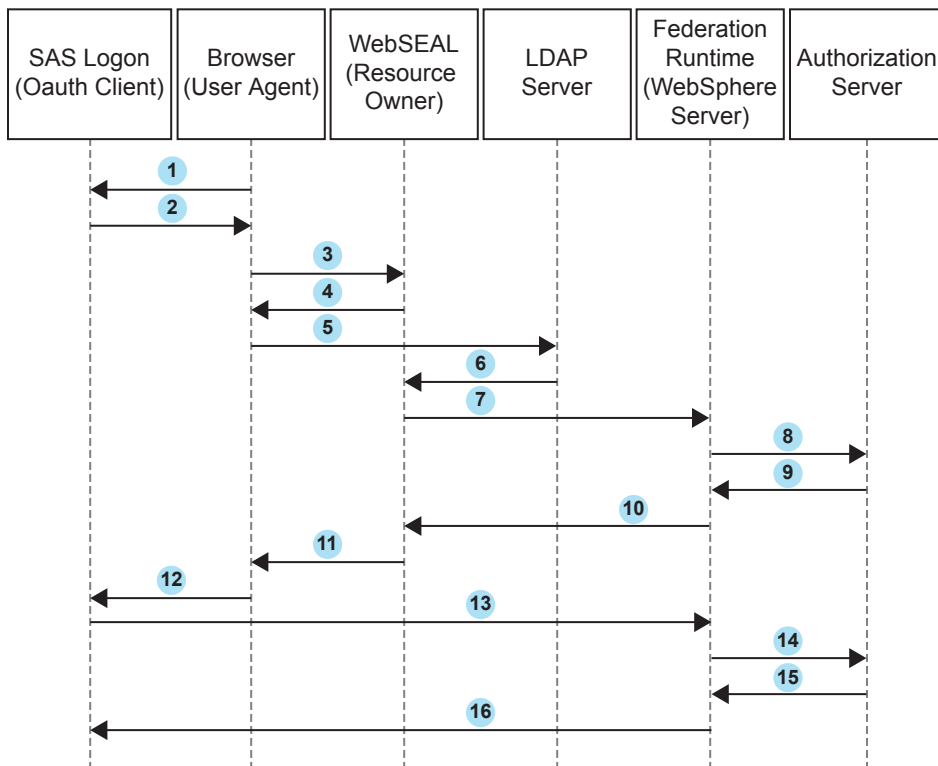 SAS Logon
(Oauth Client)
Browser
(User Agent)
WebSEAL
(Resource
Owner)
LDAP
Server
Federation
Runtime
(WebSphere
Server)
Authorization
Server
1
2
3
4
5
6
7
8
9
10
11
12
13
14
15
16